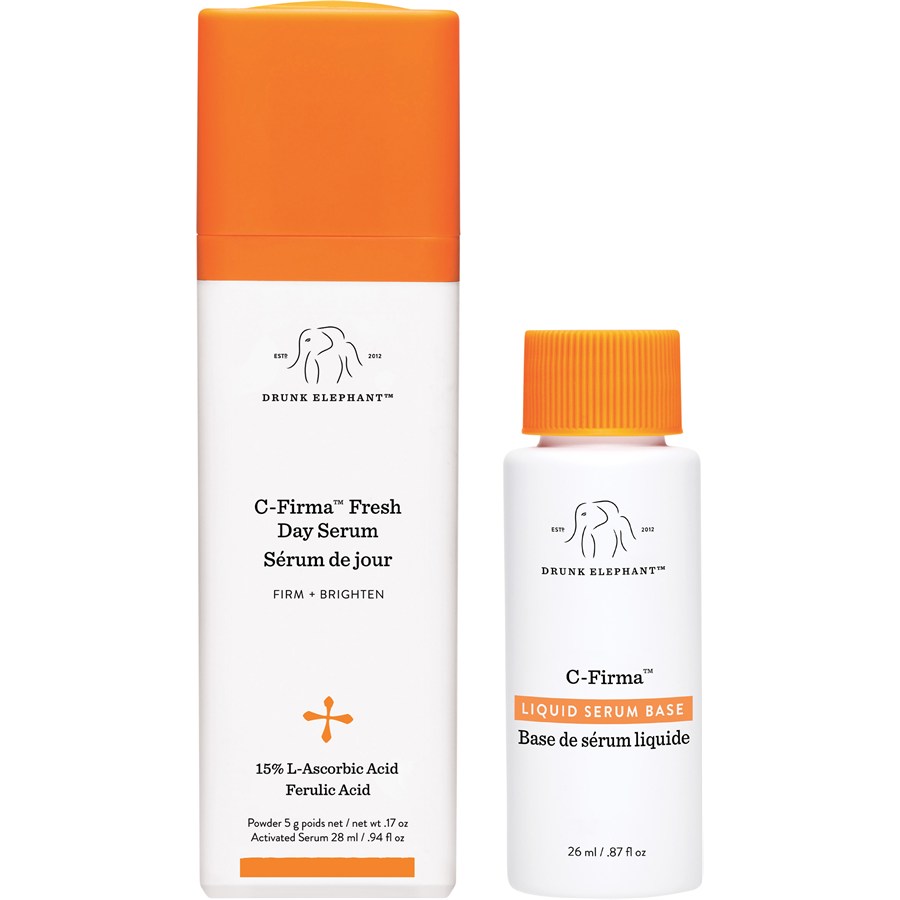 ESTD 2012
DRUNK ELEPHANT™
C-Firma™ Fresh
Day Serum
Sérum de jour
FIRM + BRIGHTEN
15% L-Ascorbic Acid
Ferulic Acid
Powder 5 g poids net / net wt .17 oz
Activated Serum 28 ml / .94 fl oz
ESTD 2012
DRUNK ELEPHANT™
C-Firma™
LIQUID SERUM BASE
Base de sérum liquide
26 ml / .87 fl oz